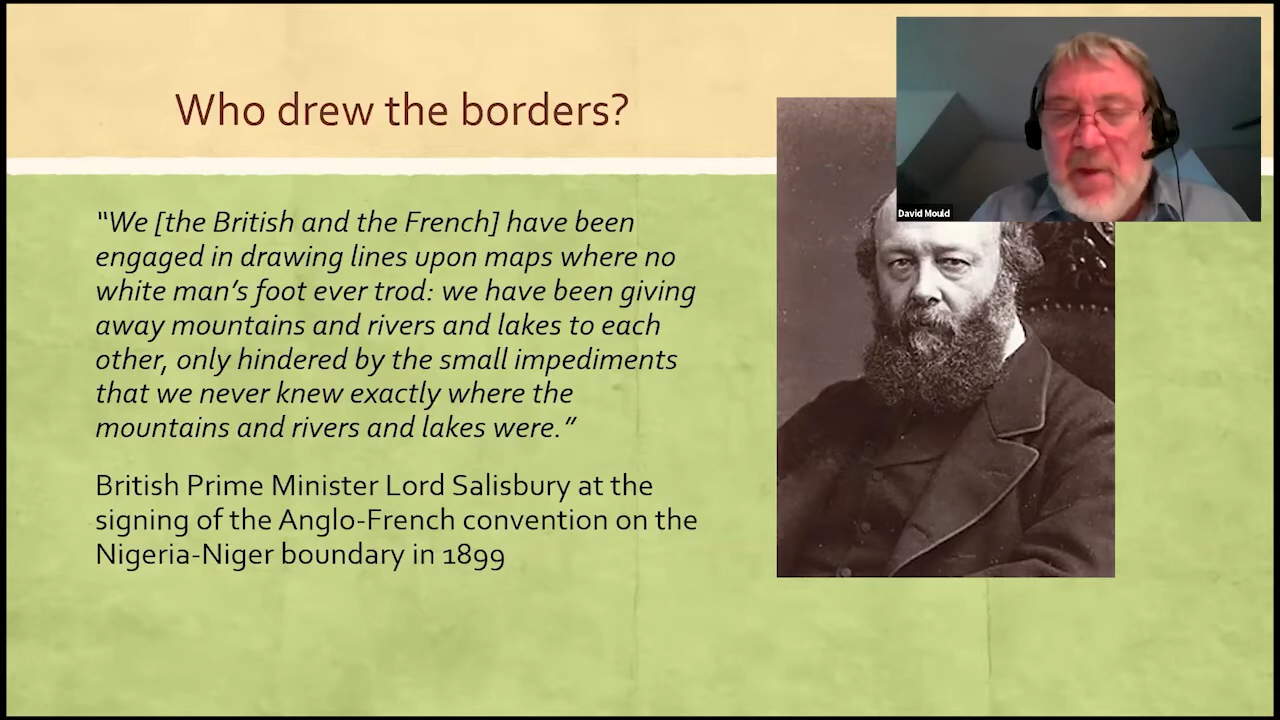 Who drew the borders?
“We [the British and the French] have been
engaged in drawing lines upon maps where no
white man’s foot ever trod: we have been giving
away mountains and rivers and lakes to each
other, only hindered by the small impediments
that we never knew exactly where the
mountains and rivers and lakes were.”
British Prime Minister Lord Salisbury at the
signing of the Anglo-French convention on the
Nigeria-Niger boundary in 1899
David Mould